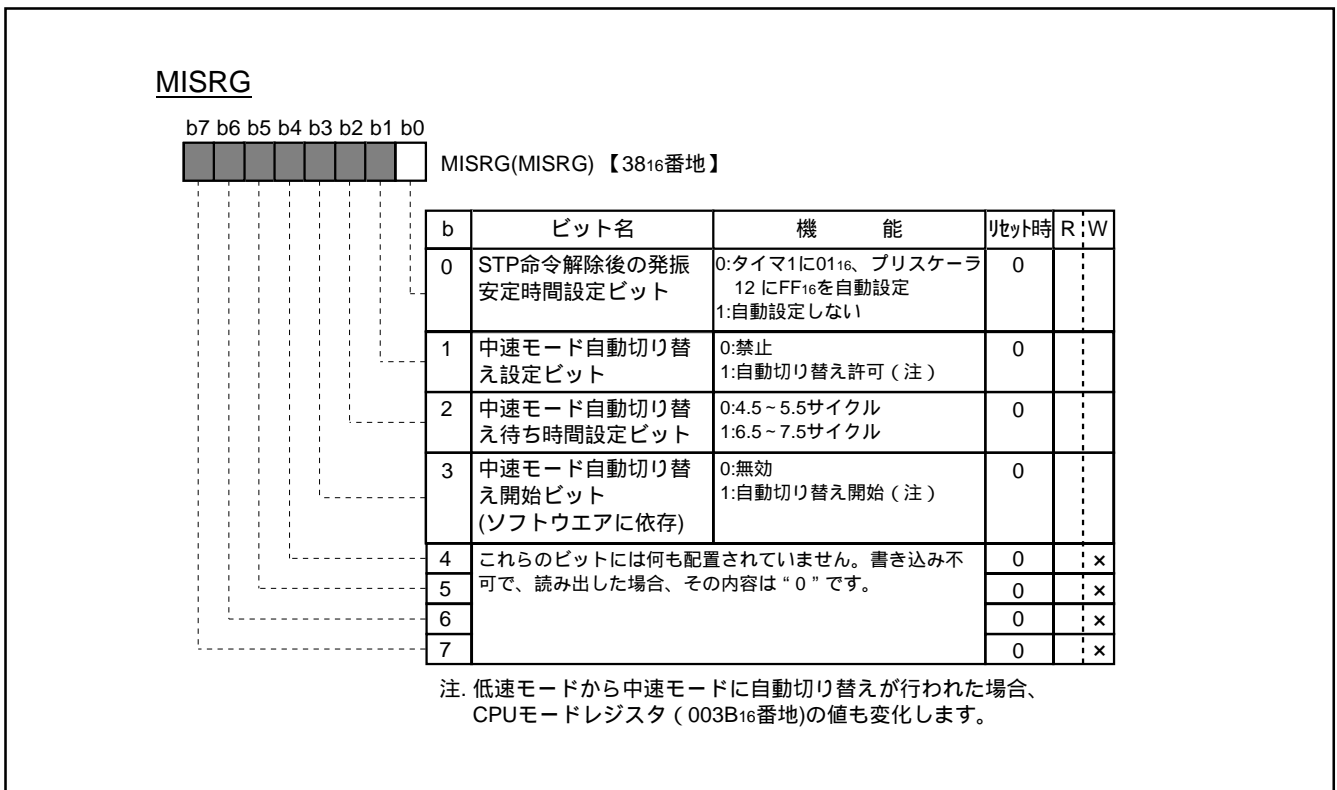 MISRG
b7 b6 b5 b4 b3 b2 b1 b0
MISRG(MISRG) 【3816番地】
b ビット名 機 能 リセット時 R W
0 STP命令解除後の発振 0:タイマ1に0116、プリスケーラ 0
安定時間設定ビット 12 にFF16を自動設定
1:自動設定しない
1 中速モード自動切り替 0:禁止 0
え設定ビット 1:自動切り替え許可(注)
2 中速モード自動切り替 0:4.5~5.5サイクル 0
え待ち時間設定ビット 1:6.5~7.5サイクル
3 中速モード自動切り替 0:無効 0
え開始ビット 1:自動切り替え開始(注)
(ソフトウエアに依存)
4 これらのビットには何も配置されていません。書き込み不 0 ×
5 可で、読み出した場合、その内容は“0”です。 0 ×
6 0 ×
7 0 ×
注. 低速モードから中速モードに自動切り替えが行われた場合、
CPUモードレジスタ(003B16番地)の値も変化します。